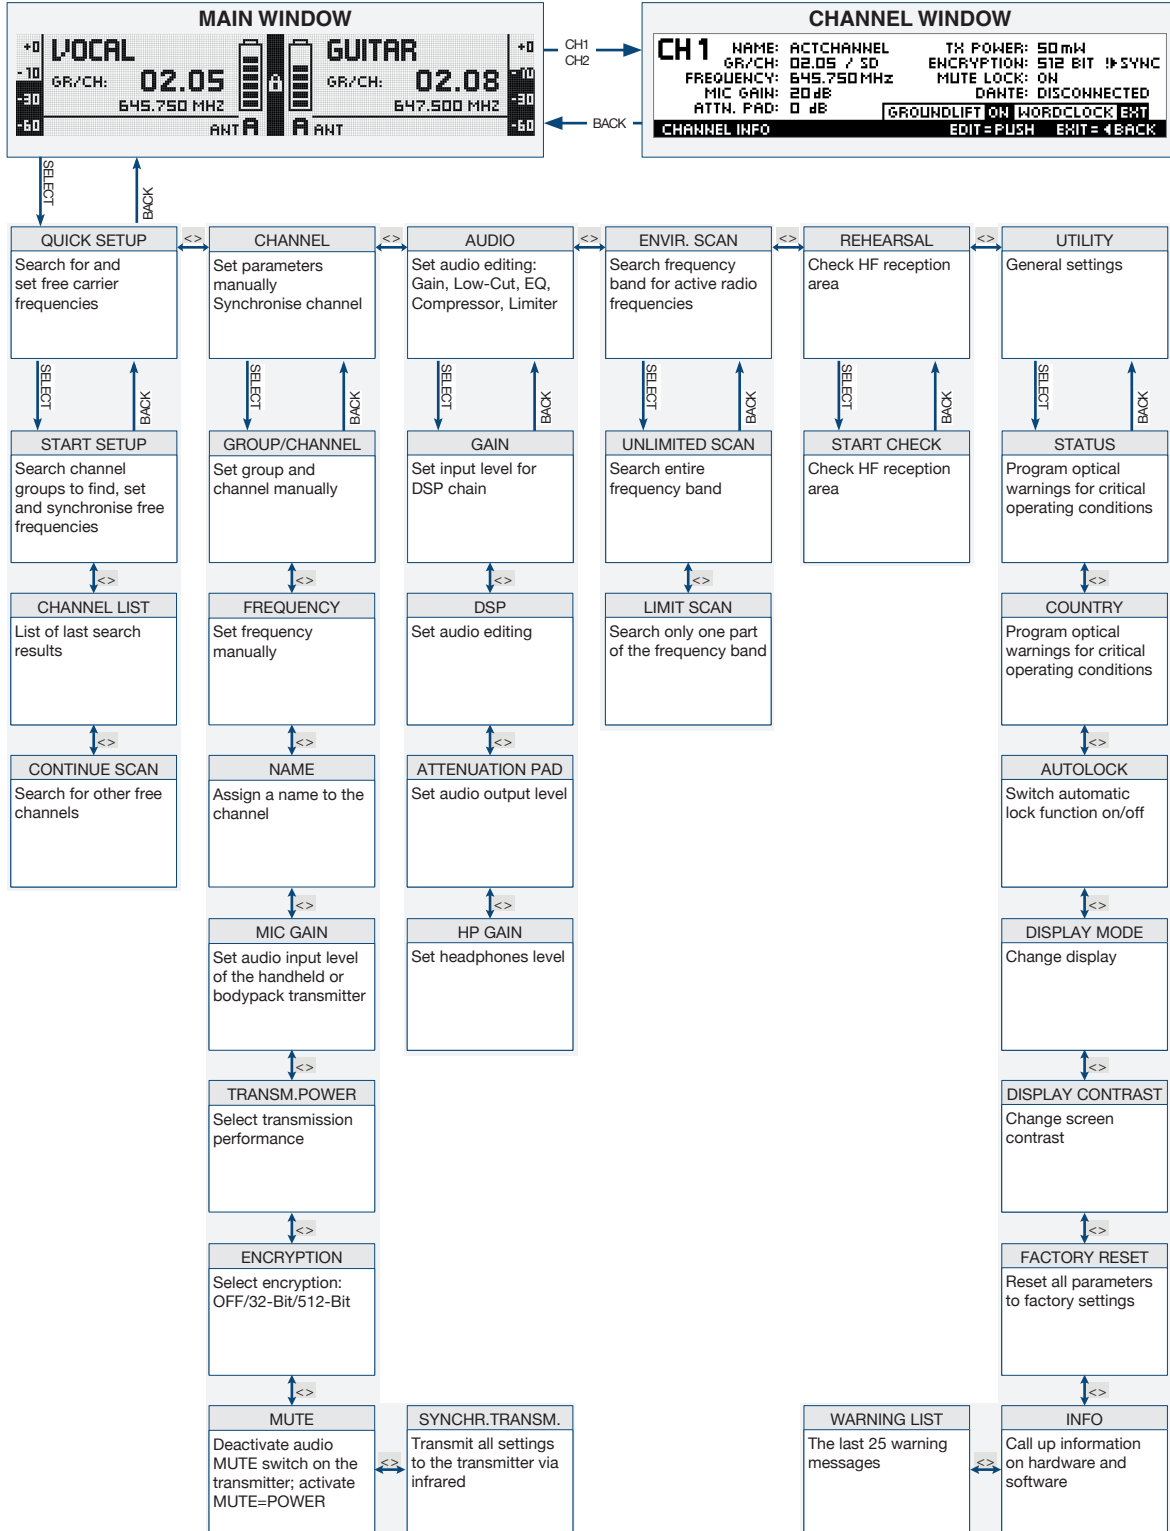 MAIN WINDOW
+0
-10
-30
-60
VOCAL
GR/CH: 02.05
645.750 MHZ
ANT A
GUITAR
GR/CH: 02.08
647.500 MHZ
A ANT
+0
-10
-30
-60
CH1
CH2
BACK
CHANNEL WINDOW
CH 1
NAME: ACTCHANNEL
GR/CH: 02.05 / SD
FREQUENCY: 645.750 MHz
MIC GAIN: 20 dB
ATTN. PAD: 0 dB
TX POWER: 50 mW
ENCRYPTION: 512 BIT SYNC
MUTE LOCK: ON
DANTE: DISCONNECTED
GROUNDLIFT ON WORDCLOCK EXT
CHANNEL INFO EDIT=PUSH EXIT=◀BACK
SELECT
BACK
QUICK SETUP
Search for and
set free carrier
frequencies
<>
CHANNEL
Set parameters
manually
Synchronise channel
<>
AUDIO
Set audio editing:
Gain, Low-Cut, EQ,
Compressor, Limiter
<>
ENVIR. SCAN
Search frequency
band for active radio
frequencies
<>
REHEARSAL
Check HF reception
area
<>
UTILITY
General settings
SELECT
BACK
SELECT
BACK
SELECT
BACK
SELECT
BACK
SELECT
BACK
SELECT
BACK
START SETUP
Search channel
groups to find, set
and synchronise free
frequencies
GROUP/CHANNEL
Set group and
channel manually
GAIN
Set input level for
DSP chain
UNLIMITED SCAN
Search entire
frequency band
START CHECK
Check HF reception
area
STATUS
Program optical
warnings for critical
operating conditions
<>
<>
<>
<>
<>
CHANNEL LIST
List of last search
results
FREQUENCY
Set frequency
manually
DSP
Set audio editing
LIMIT SCAN
Search only one part
of the frequency band
COUNTRY
Program optical
warnings for critical
operating conditions
<>
<>
<>
<>
CONTINUE SCAN
Search for other free
channels
NAME
Assign a name to the
channel
ATTENUATION PAD
Set audio output level
AUTOLOCK
Switch automatic
lock function on/off
<>
<>
<>
MIC GAIN
Set audio input level
of the handheld or
bodypack transmitter
HP GAIN
Set headphones level
DISPLAY MODE
Change display
<>
<>
TRANSM.POWER
Select transmission
performance
DISPLAY CONTRAST
Change screen
contrast
<>
<>
ENCRYPTION
Select encryption:
OFF/32-Bit/512-Bit
FACTORY RESET
Reset all parameters
to factory settings
<>
<>
MUTE
Deactivate audio
MUTE switch on the
transmitter; activate
MUTE=POWER
<>
SYNCHR.TRANSM.
Transmit all settings
to the transmitter via
infrared
WARNING LIST
The last 25 warning
messages
<>
INFO
Call up information
on hardware and
software